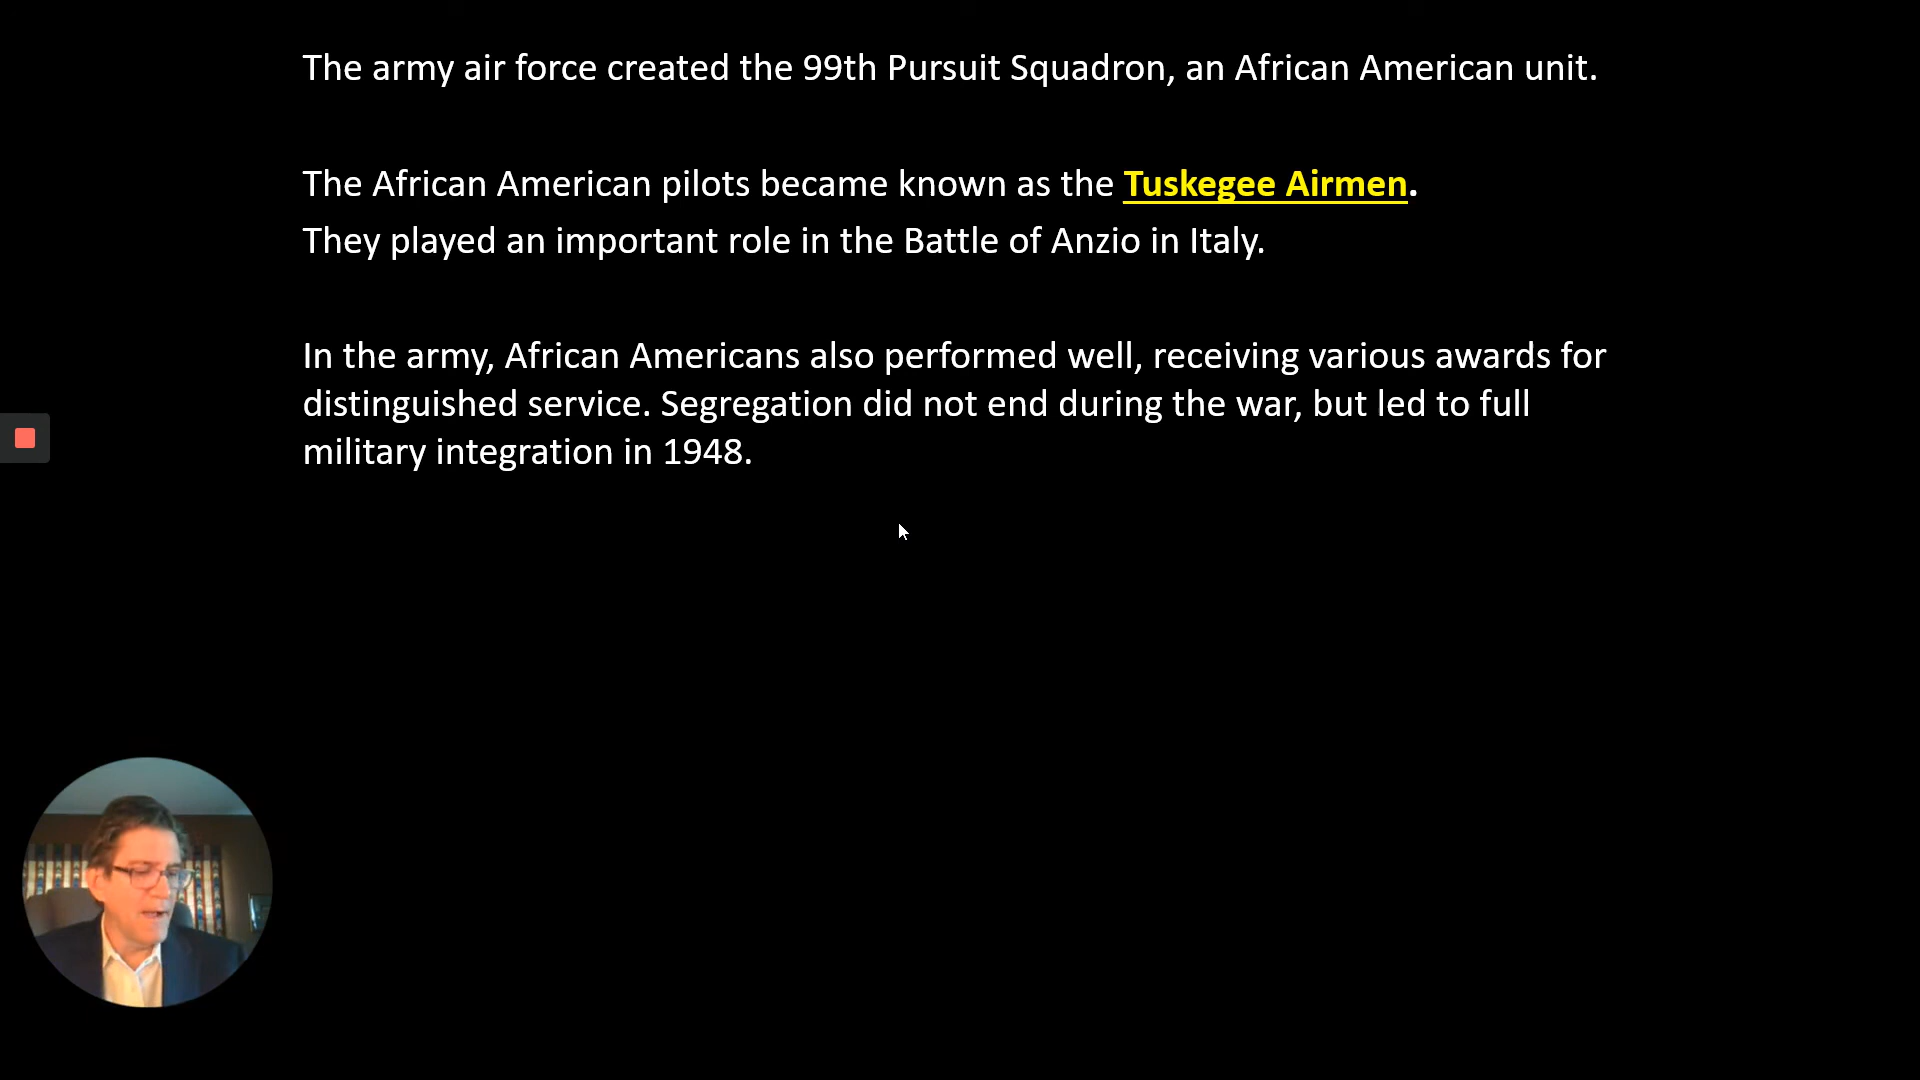 The army air force created the 99th Pursuit Squadron, an African American unit.
The African American pilots became known as the Tuskegee Airmen.
They played an important role in the Battle of Anzio in Italy.
In the army, African Americans also performed well, receiving various awards for
distinguished service. Segregation did not end during the war, but led to full
military integration in 1948.